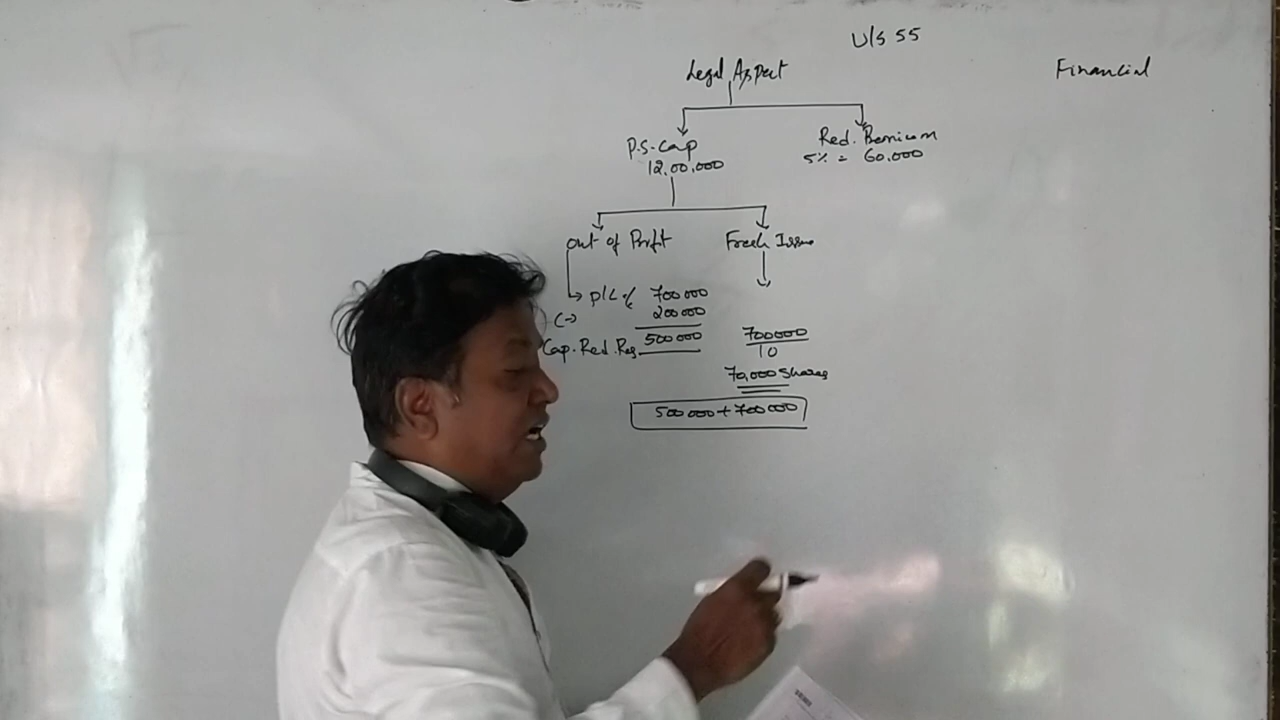 U/s 55
Legal Aspect
Financial
P.S. Cap
12,00,000
Red. Premium
5% = 60,000
Out of Profit
Fresh Issue
P/L a/c 700000
(-) 200000
Cap. Red. Res 500000
700000
10
70,000 Shares
500000 + 700000